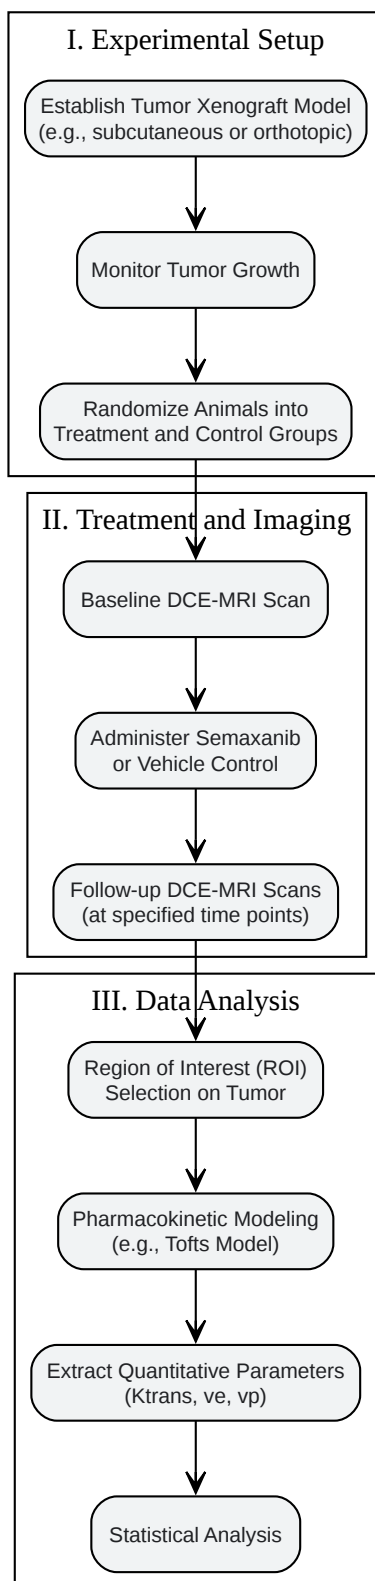 I. Experimental Setup
Establish Tumor Xenograft Model
(e.g., subcutaneous or orthotopic)
Monitor Tumor Growth
Randomize Animals into
Treatment and Control Groups
II. Treatment and Imaging
Baseline DCE-MRI Scan
Administer Semaxanib
or Vehicle Control
Follow-up DCE-MRI Scans
(at specified time points)
III. Data Analysis
Region of Interest (ROI)
Selection on Tumor
Pharmacokinetic Modeling
(e.g., Tofts Model)
Extract Quantitative Parameters
(Ktrans, ve, vp)
Statistical Analysis